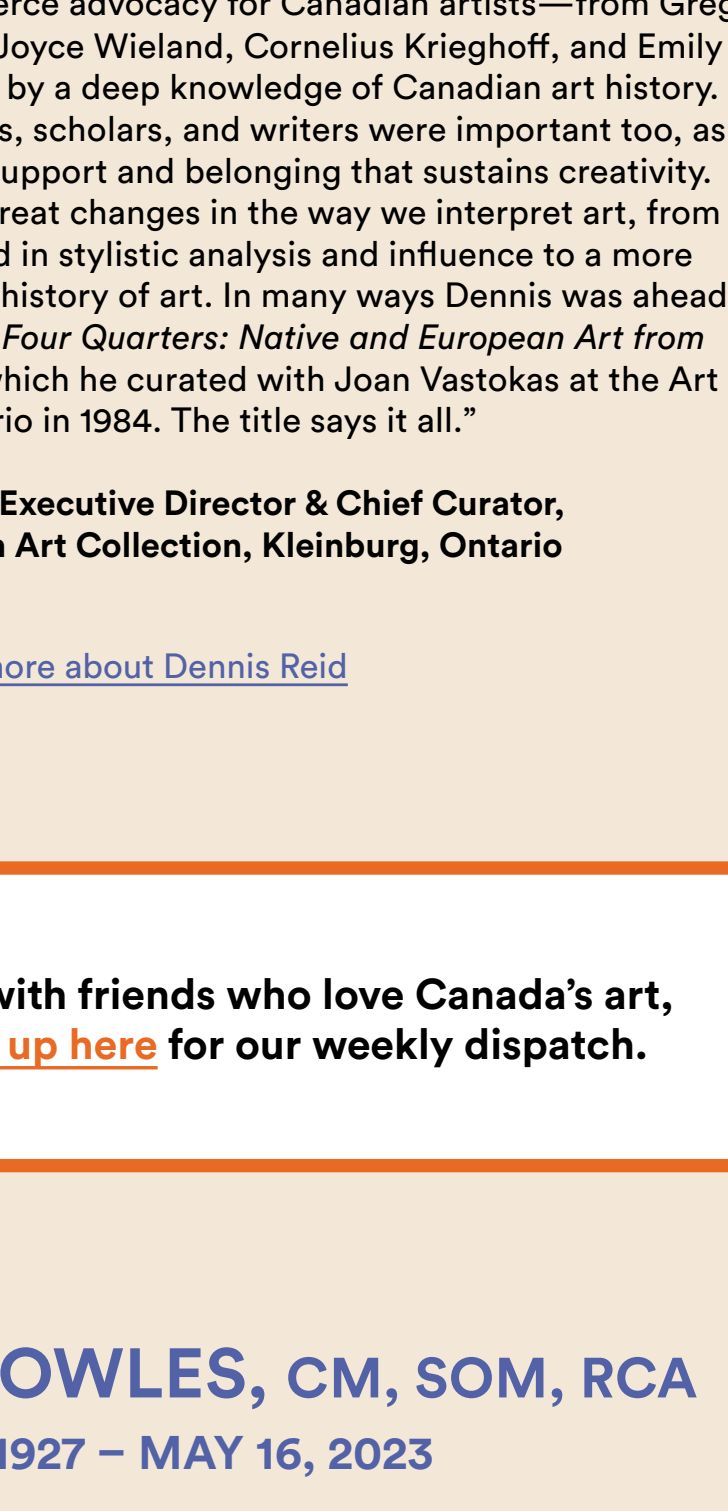 erce advocacy for Canadian artists—from Greg
Joyce Wieland, Cornelius Krieghoff, and Emily
by a deep knowledge of Canadian art history.
s, scholars, and writers were important too, as
upport and belonging that sustains creativity.
reat changes in the way we interpret art, from
d in stylistic analysis and influence to a more
history of art. In many ways Dennis was ahead
Four Quarters: Native and European Art from
which he curated with Joan Vastokas at the Art
rio in 1984. The title says it all.”
Executive Director & Chief Curator,
n Art Collection, Kleinburg, Ontario
more about Dennis Reid
with friends who love Canada’s art,
up here for our weekly dispatch.
OWLES, CM, SOM, RCA
1927 – MAY 16, 2023